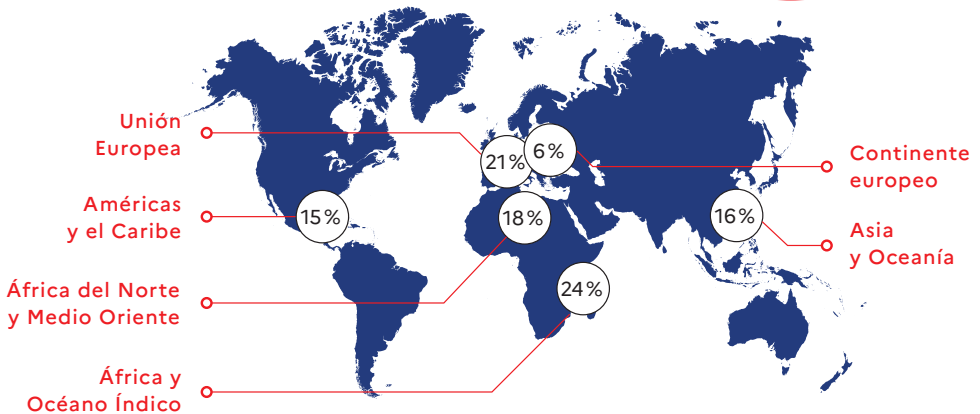 Unión
Europea
21 %
6 %
Continente
europeo
Américas
y el Caribe
15 %
18 %
16 %
Asia
y Oceanía
África del Norte
y Medio Oriente
24 %
África y
Océano Índico